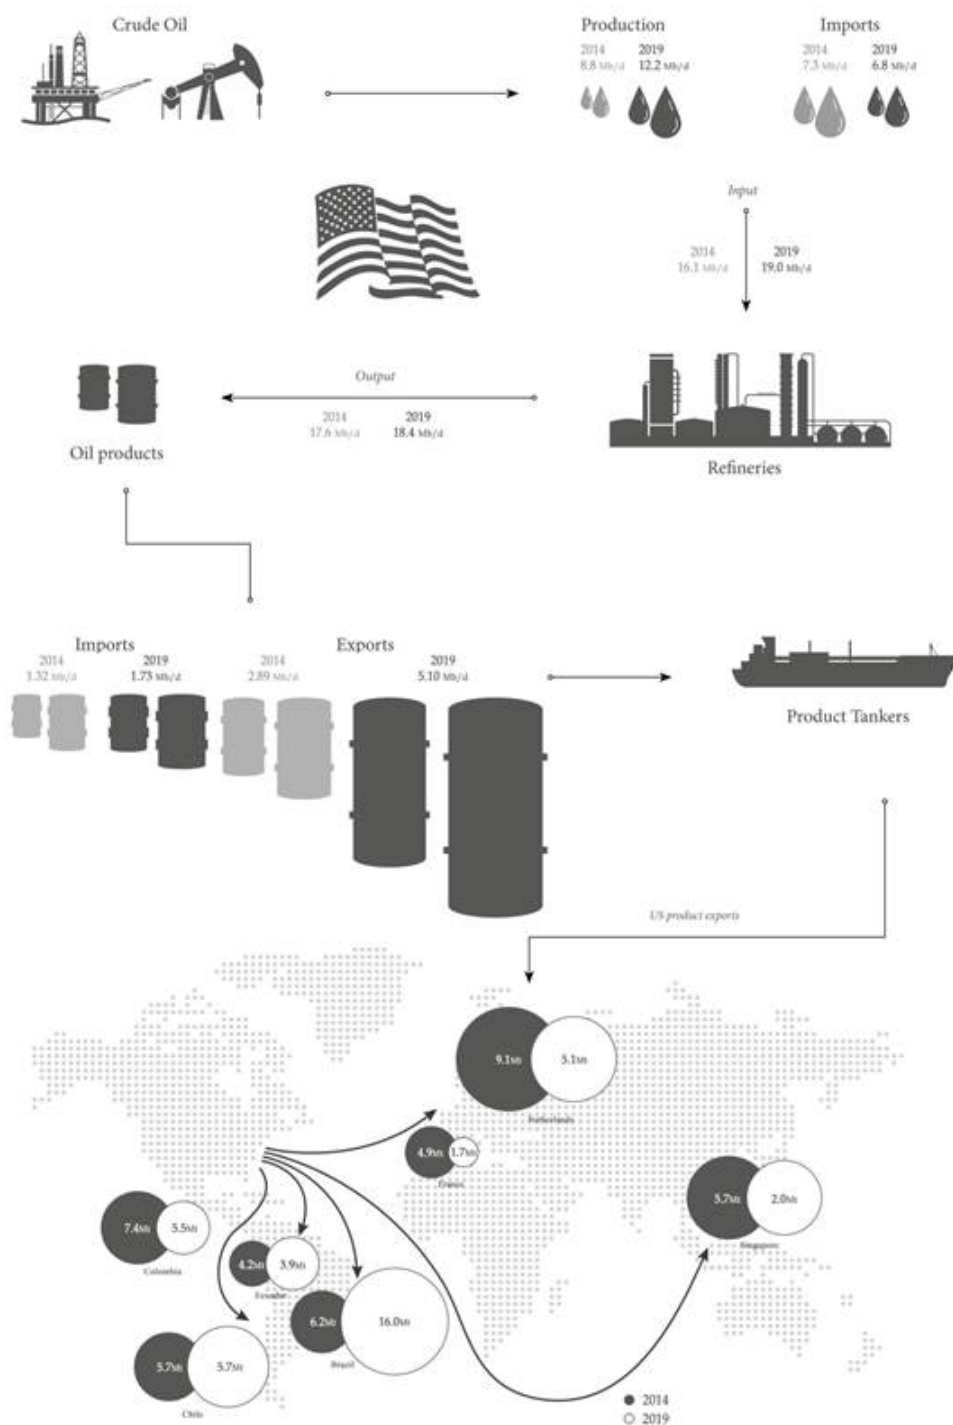 Crude Oil
Production
Imports
2014
2019
2014
2019
8.8 Mb/d
12.2 Mb/d
7.3 Mb/d
6.8 Mb/d
Input
2014
2019
16.1 Mb/d
19.0 Mb/d
Output
2014
2019
17.6 Mb/d
18.4 Mb/d
Oil products
Refineries
Imports
Exports
2014
2019
2014
2019
1.32 Mb/d
1.73 Mb/d
2.89 Mb/d
5.10 Mb/d
Product Tankers
US product exports
9.1Mt
5.1Mt
Netherlands
4.9Mt
1.7Mt
France
5.7Mt
2.0Mt
Singapore
7.4Mt
5.5Mt
Colombia
4.2Mt
3.9Mt
Ecuador
6.2Mt
16.0Mt
Brazil
5.7Mt
5.7Mt
Chile
2014
2019